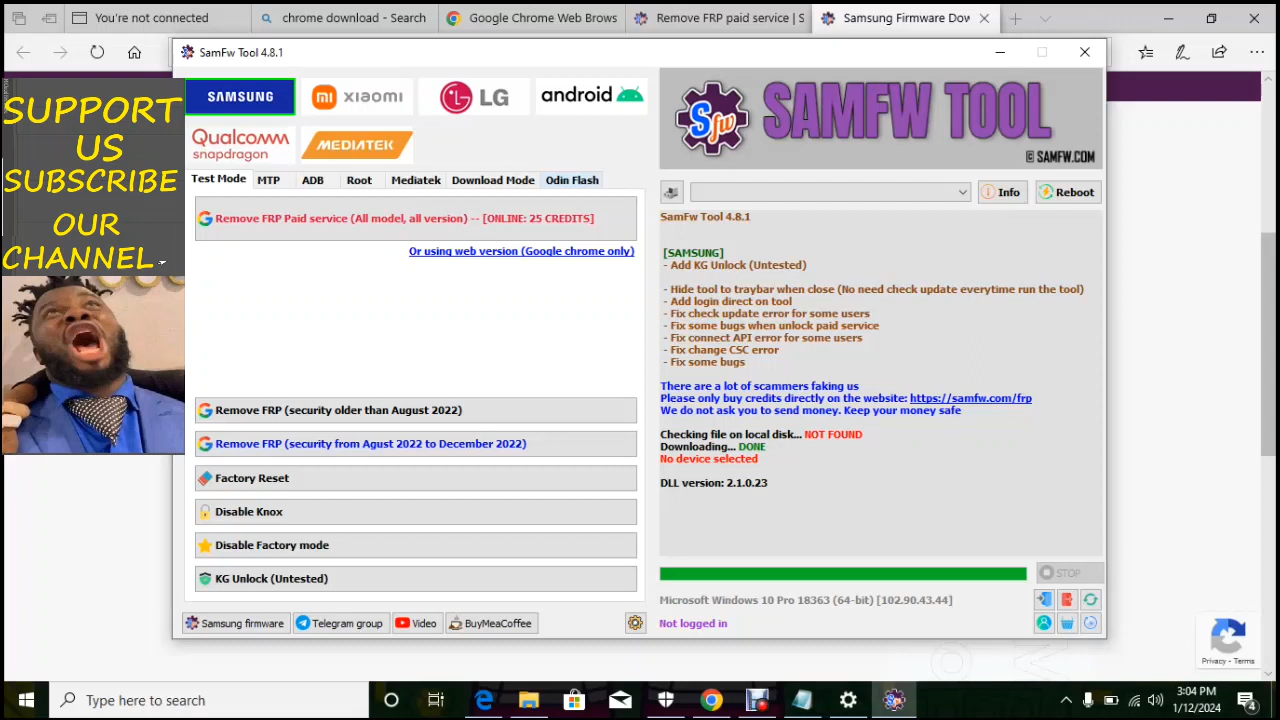 You're not connected
chrome download - Search
Google Chrome Web Brows
Remove FRP paid service | S
Samsung Firmware Dow
SamFw Tool 4.8.1
SUPPORT
US
SUBSCRIBE
OUR
CHANNEL.
SAMSUNG
xiaomi
LG
android
Qualcomm
snapdragon
MEDIATEK
Sfw
SAMFW TOOL
© SAMFW.COM
Test Mode
MTP
ADB
Root
Mediatek
Download Mode
Odin Flash
Info
Reboot
Remove FRP Paid service (All model, all version) -- [ONLINE: 25 CREDITS]
Or using web version (Google chrome only)
Remove FRP (security older than August 2022)
Remove FRP (security from Agust 2022 to December 2022)
Factory Reset
Disable Knox
Disable Factory mode
KG Unlock (Untested)
SamFw Tool 4.8.1
[SAMSUNG]
- Add KG Unlock (Untested)
- Hide tool to traybar when close (No need check update everytime run the tool)
- Add login direct on tool
- Fix check update error for some users
- Fix some bugs when unlock paid service
- Fix connect API error for some users
- Fix change CSC error
- Fix some bugs
There are a lot of scammers faking us
Please only buy credits directly on the website: https://samfw.com/frp
We do not ask you to send money. Keep your money safe
Checking file on local disk... NOT FOUND
Downloading... DONE
No device selected
DLL version: 2.1.0.23
STOP
Microsoft Windows 10 Pro 18363 (64-bit) [102.90.43.44]
Not logged in
Samsung firmware
Telegram group
Video
BuyMeaCoffee
Privacy - Terms
Type here to search
3:04 PM
1/12/2024
4